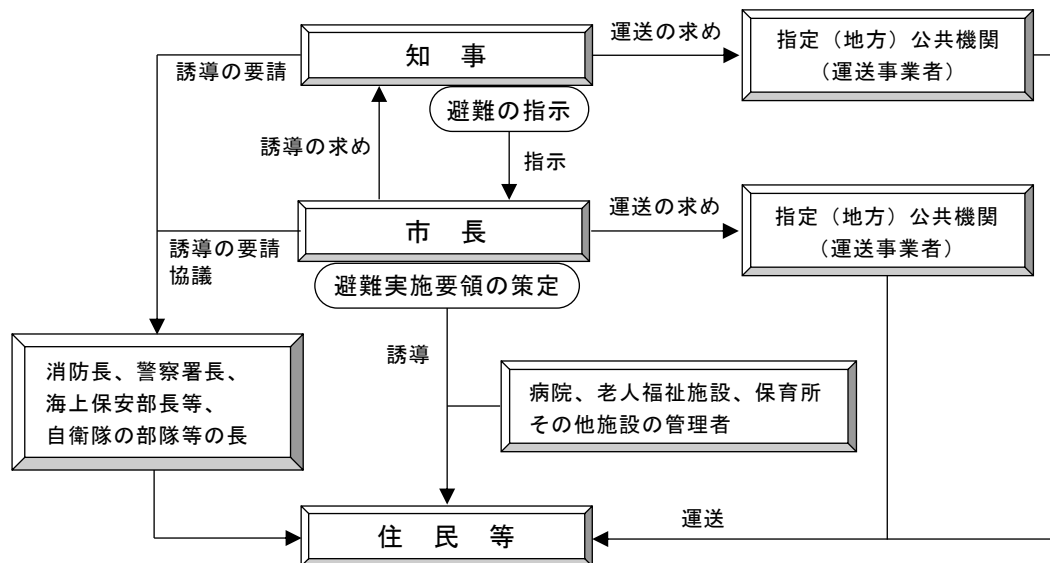 知 事
運送の求め
指定(地方)公共機関
(運送事業者)
誘導の要請
避難の指示
誘導の求め
指示
市 長
運送の求め
指定(地方)公共機関
(運送事業者)
誘導の要請
協議
避難実施要領の策定
誘導
消防長、警察署長、
海上保安部長等、
自衛隊の部隊等の長
病院、老人福祉施設、保育所
その他施設の管理者
住 民 等
運送